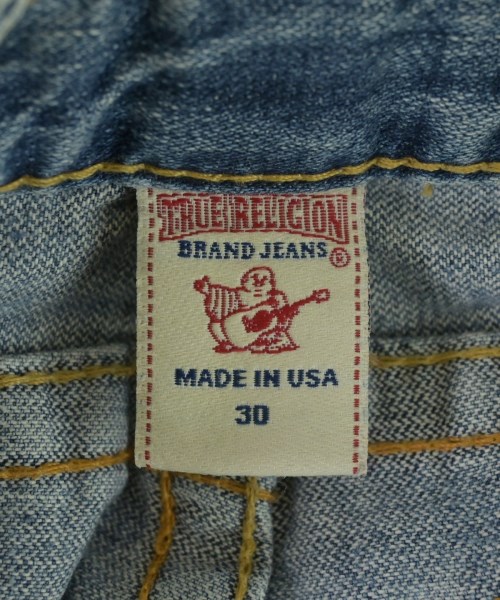 TRUE RELIGION
BRAND JEANS ®
MADE IN USA
30